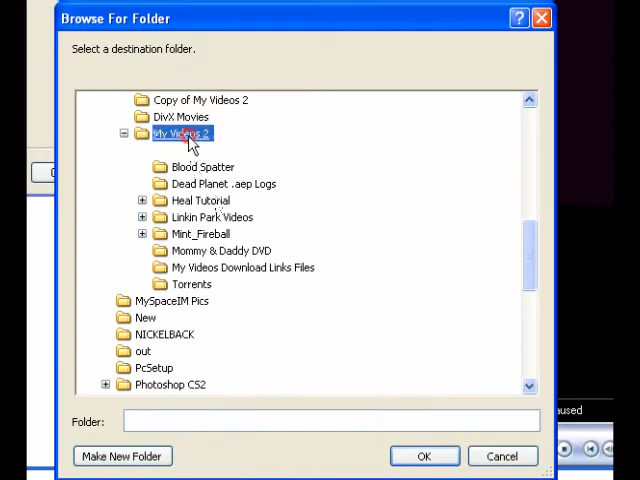 Browse For Folder
Select a destination folder.
Copy of My Videos 2
DivX Movies
My Videos 2
Blood Spatter
Dead Planet .aep Logs
Heal Tutorial
Linkin Park Videos
Mint_Fireball
Mommy & Daddy DVD
My Videos Download Links Files
Torrents
MySpaceIM Pics
New
NICKELBACK
out
PcSetup
Photoshop CS2
Folder:
Make New Folder
OK
Cancel